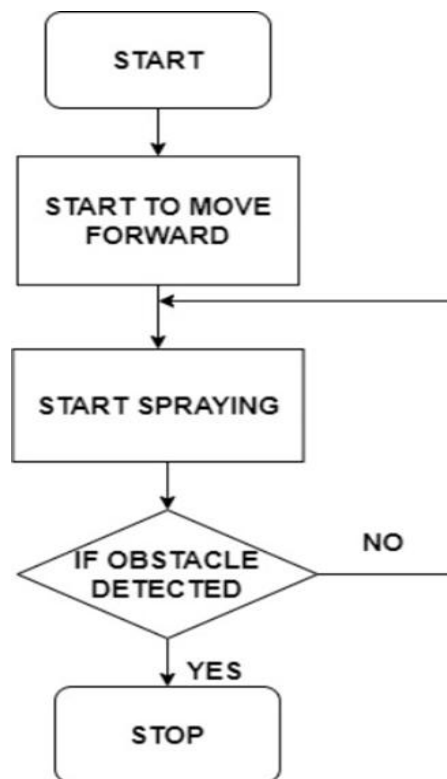 START
START TO MOVE
FORWARD
START SPRAYING
IF OBSTACLE
DETECTED
NO
YES
STOP